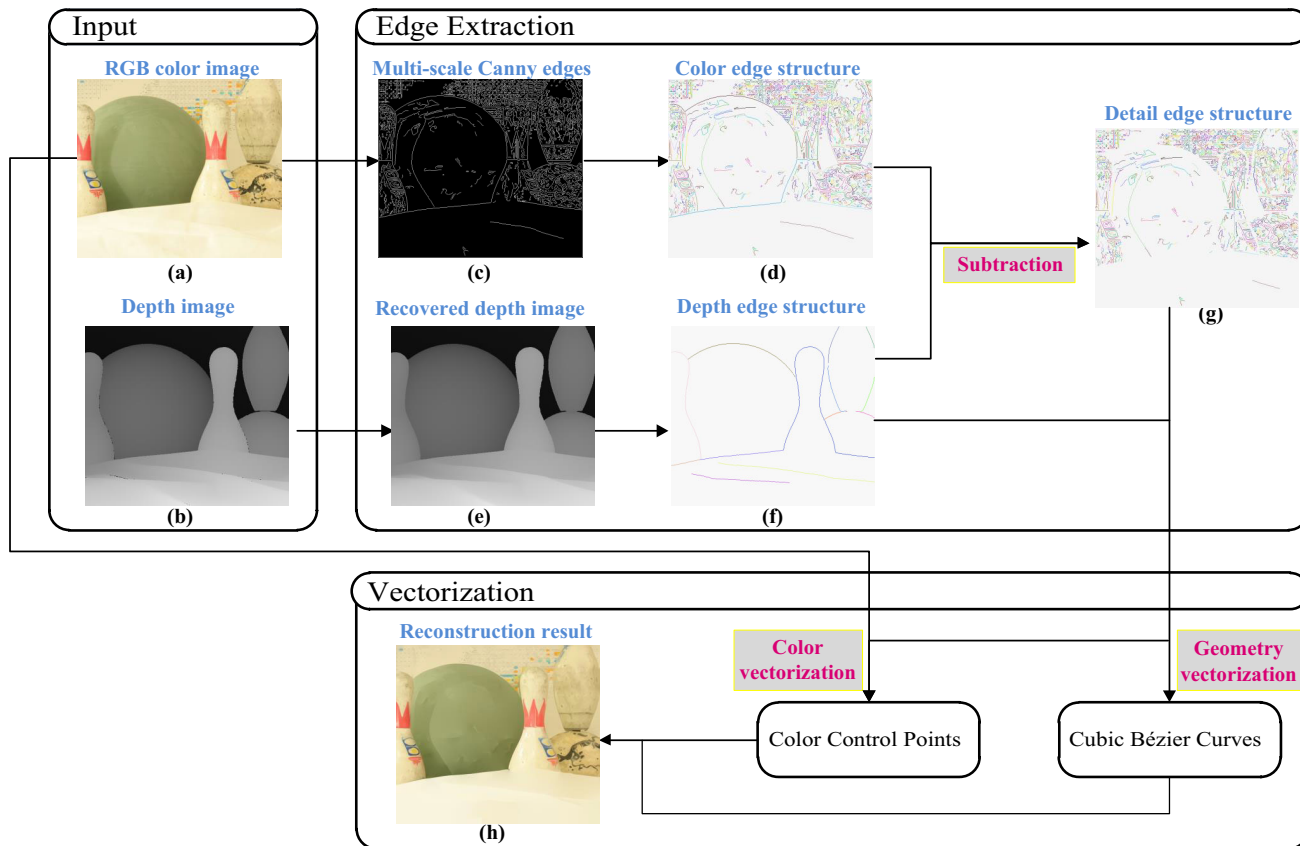 Input
Edge Extraction
RGB color image
Multi-scale Canny edges
Color edge structure
Detail edge structure
(a)
(c)
(d)
Subtraction
(g)
Depth image
Recovered depth image
Depth edge structure
(b)
(e)
(f)
Vectorization
Reconstruction result
Color
vectorization
Geometry
vectorization
Color Control Points
Cubic Bézier Curves
(h)